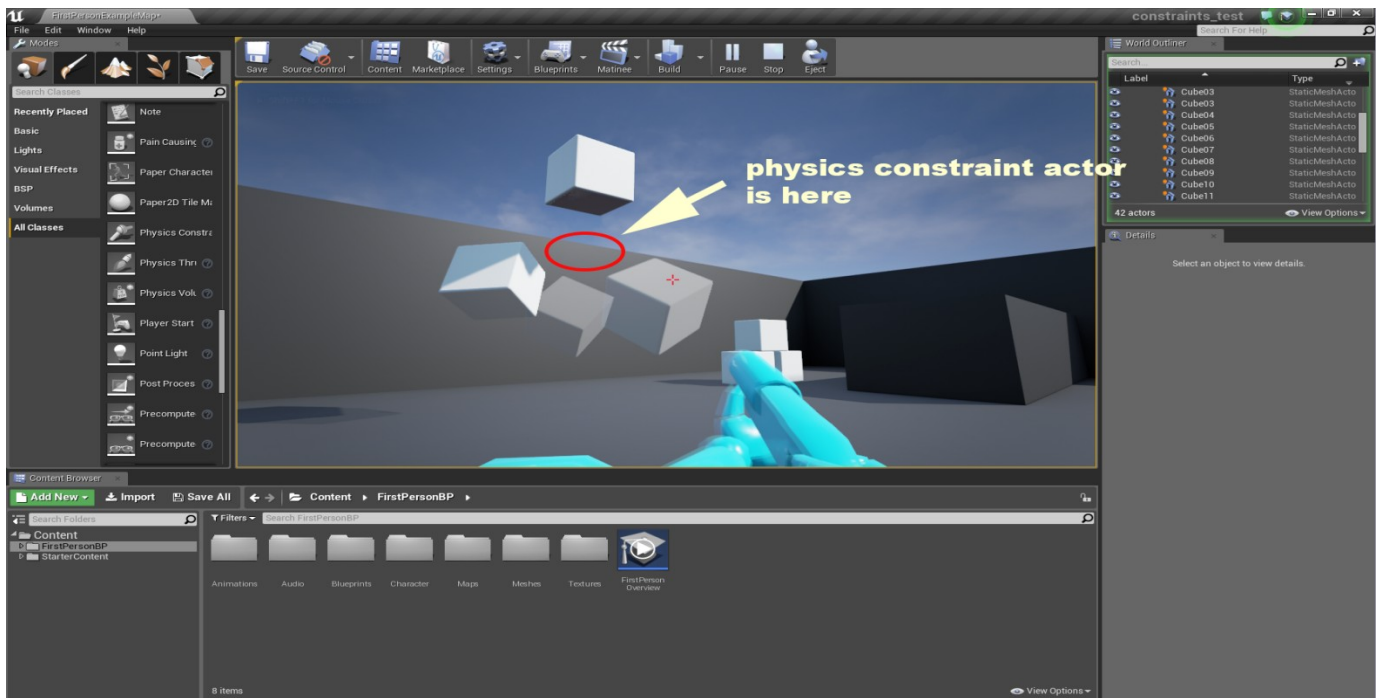 FirstPersonExampleMap*
constraints_test
File Edit Window Help
Search For Help
Modes
World Outliner
Save
Source Control
Content
Marketplace
Settings
Blueprints
Matinee
Build
Pause
Stop
Eject
Search...
Label
Type
Search Classes
Recently Placed
Basic
Lights
Visual Effects
BSP
Volumes
All Classes
Note
Pain Causing
Paper Character
Paper2D Tile Ma
Physics Constra
Physics Thru
Physics Volu
Player Start
Point Light
Post Proces
Precompute
Precompute
physics constraint actor
is here
Cube03 StaticMeshActo
Cube03 StaticMeshActo
Cube04 StaticMeshActo
Cube05 StaticMeshActo
Cube06 StaticMeshActo
Cube07 StaticMeshActo
Cube08 StaticMeshActo
Cube09 StaticMeshActo
Cube10 StaticMeshActo
Cube11 StaticMeshActo
42 actors
View Options
Details
Select an object to view details.
Content Browser
Add New
Import
Save All
Content
FirstPersonBP
Search Folders
Filters
Search FirstPersonBP
Content
FirstPersonBP
StarterContent
Animations
Audio
Blueprints
Character
Maps
Meshes
Textures
FirstPerson
Overview
8 items
View Options